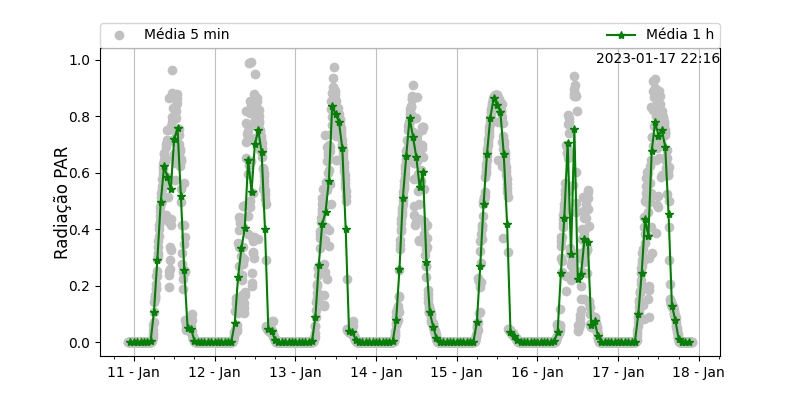 Média 5 min
Média 1 h
2023-01-17 22:16
Radiação PAR
1.0
0.8
0.6
0.4
0.2
0.0
11 - Jan 12 - Jan 13 - Jan 14 - Jan 15 - Jan 16 - Jan 17 - Jan 18 - Jan